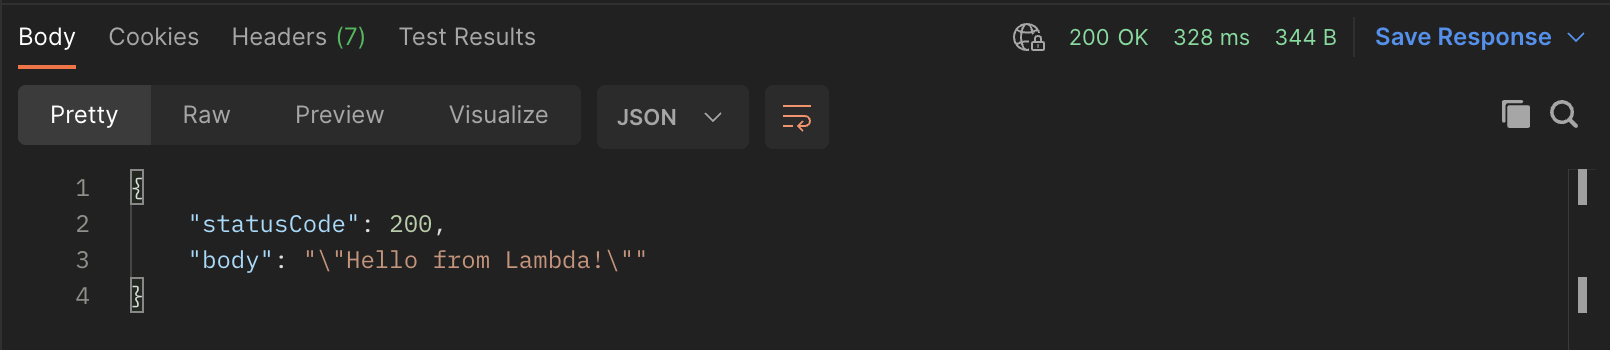 Body Cookies Headers (7) Test Results 200 OK 328 ms 344 B Save Response
Pretty Raw Preview Visualize JSON
1 {
2 "statusCode": 200,
3 "body": "\"Hello from Lambda!\""
4 }